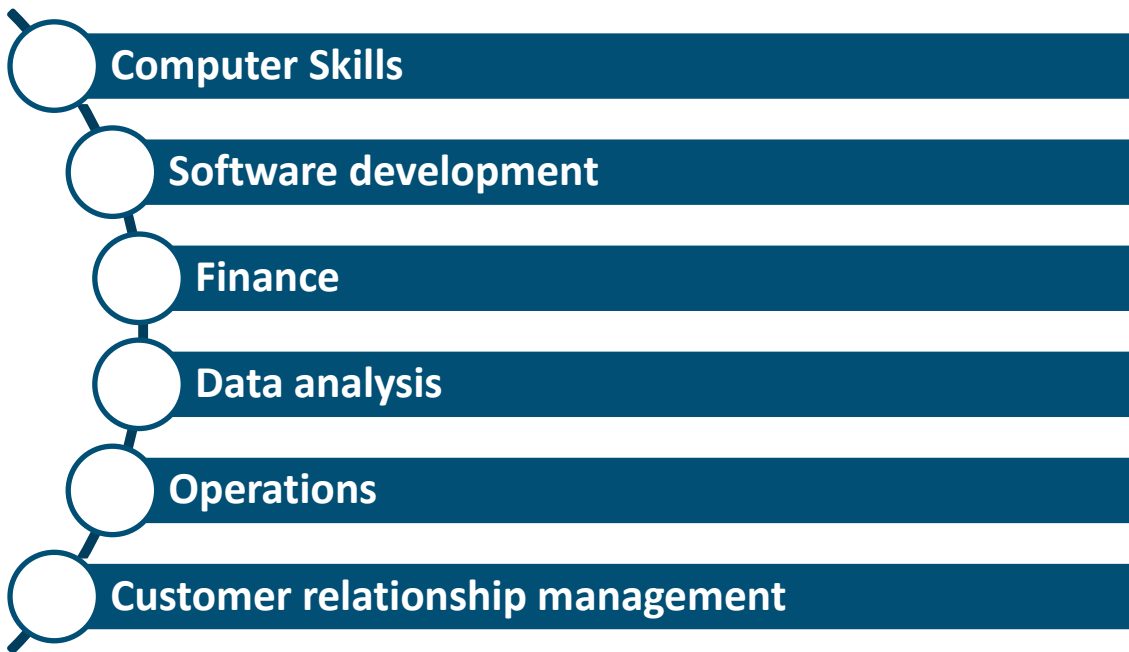 Computer Skills
Software development
Finance
Data analysis
Operations
Customer relationship management